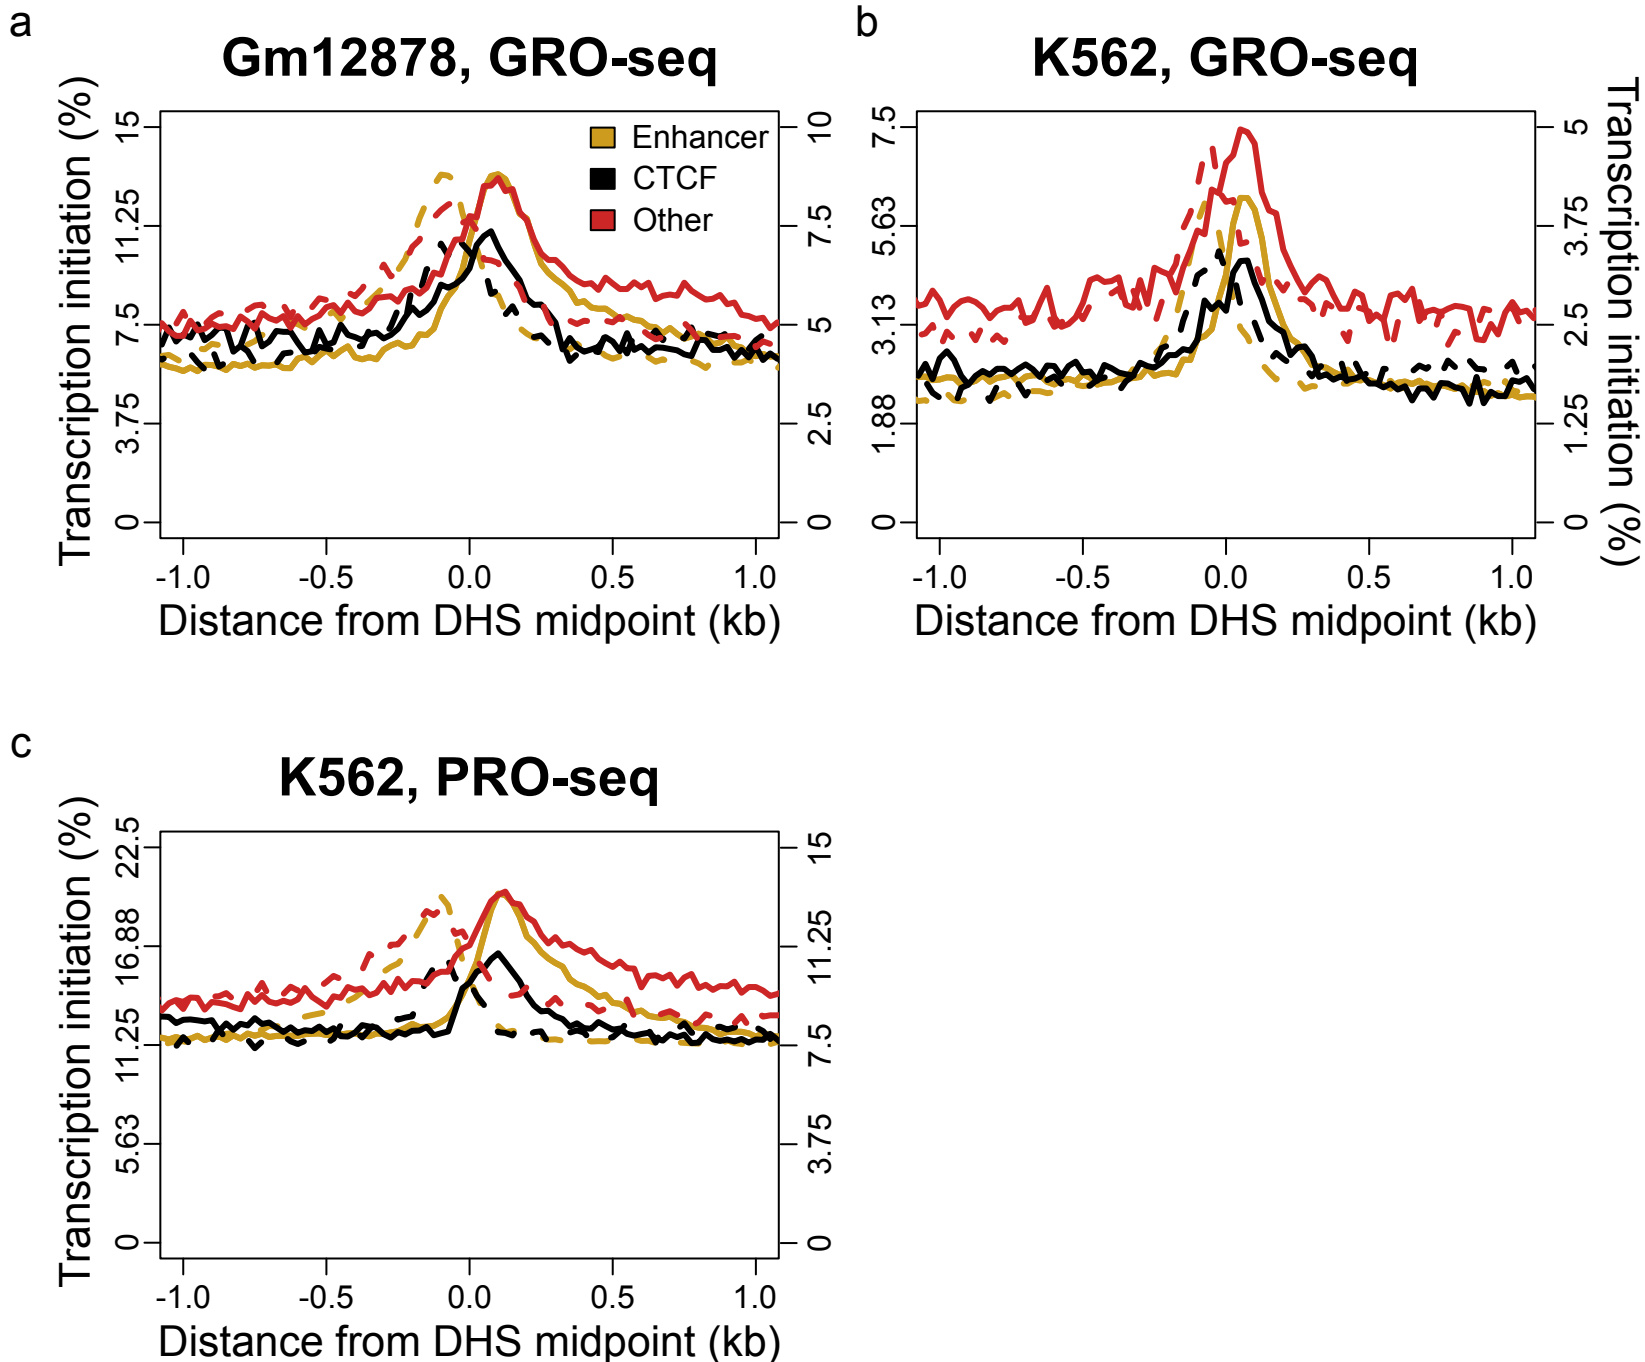 a
Gm12878, GRO-seq
Transcription initiation (%)
15
11.25
7.5
3.75
0
10
7.5
5
2.5
0
Enhancer
CTCF
Other
-1.0 -0.5 0.0 0.5 1.0
Distance from DHS midpoint (kb)
b
K562, GRO-seq
7.5
5.63
3.13
1.88
0
5
3.75
2.5
1.25
0
Transcription initiation (%)
-1.0 -0.5 0.0 0.5 1.0
Distance from DHS midpoint (kb)
c
K562, PRO-seq
Transcription initiation (%)
22.5
16.88
11.25
5.63
0
15
11.25
7.5
3.75
0
-1.0 -0.5 0.0 0.5 1.0
Distance from DHS midpoint (kb)